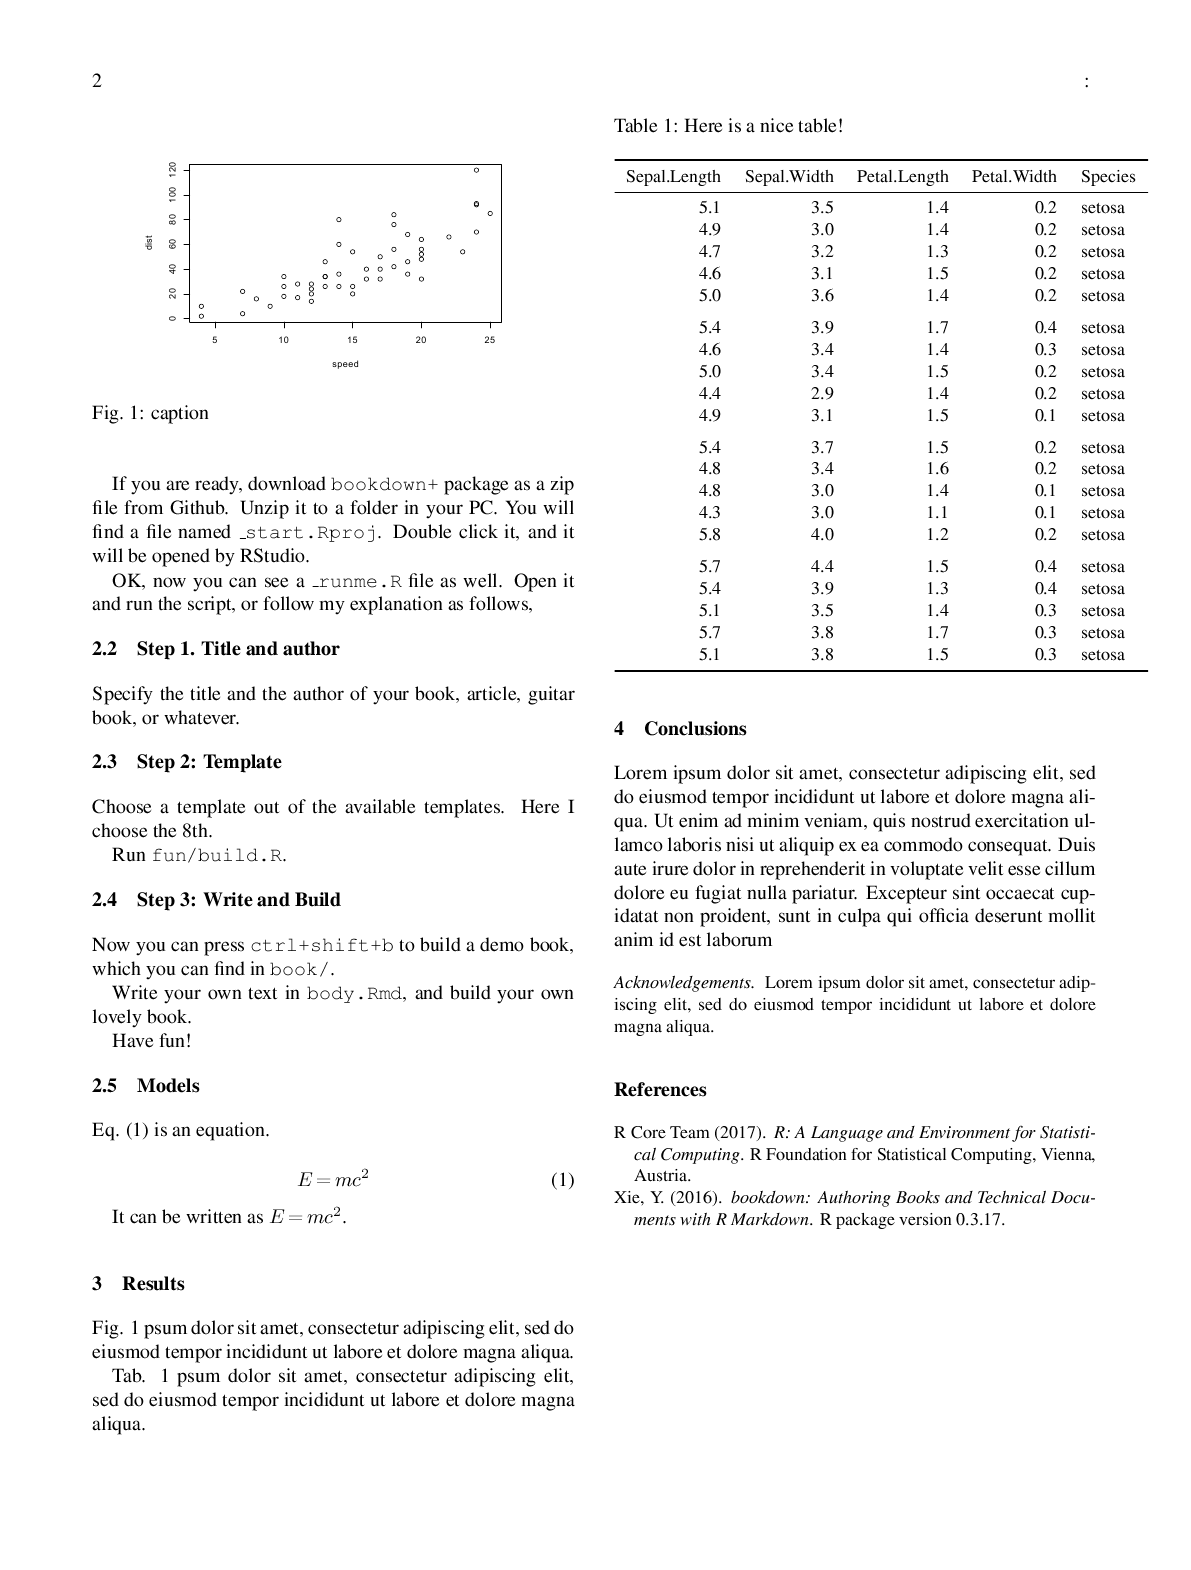 2 :
120
100
80
60
40
20
0
dist
5 10 15 20 25
speed
Fig. 1: caption
If you are ready, download bookdown+ package as a zip
file from Github. Unzip it to a folder in your PC. You will
find a file named _start.Rproj. Double click it, and it
will be opened by RStudio.
OK, now you can see a _runme.R file as well. Open it
and run the script, or follow my explanation as follows,
2.2 Step 1. Title and author
Specify the title and the author of your book, article, guitar
book, or whatever.
2.3 Step 2: Template
Choose a template out of the available templates. Here I
choose the 8th.
Run fun/build.R.
2.4 Step 3: Write and Build
Now you can press ctrl+shift+b to build a demo book,
which you can find in book/.
Write your own text in body.Rmd, and build your own
lovely book.
Have fun!
2.5 Models
Eq. (1) is an equation.
E = mc² (1)
It can be written as E = mc².
3 Results
Fig. 1 psum dolor sit amet, consectetur adipiscing elit, sed do
eiusmod tempor incididunt ut labore et dolore magna aliqua.
Tab. 1 psum dolor sit amet, consectetur adipiscing elit,
sed do eiusmod tempor incididunt ut labore et dolore magna
aliqua.
Table 1: Here is a nice table!
Sepal.Length Sepal.Width Petal.Length Petal.Width Species
5.1 3.5 1.4 0.2 setosa
4.9 3.0 1.4 0.2 setosa
4.7 3.2 1.3 0.2 setosa
4.6 3.1 1.5 0.2 setosa
5.0 3.6 1.4 0.2 setosa
5.4 3.9 1.7 0.4 setosa
4.6 3.4 1.4 0.3 setosa
5.0 3.4 1.5 0.2 setosa
4.4 2.9 1.4 0.2 setosa
4.9 3.1 1.5 0.1 setosa
5.4 3.7 1.5 0.2 setosa
4.8 3.4 1.6 0.2 setosa
4.8 3.0 1.4 0.1 setosa
4.3 3.0 1.1 0.1 setosa
5.8 4.0 1.2 0.2 setosa
5.7 4.4 1.5 0.4 setosa
5.4 3.9 1.3 0.4 setosa
5.1 3.5 1.4 0.3 setosa
5.7 3.8 1.7 0.3 setosa
5.1 3.8 1.5 0.3 setosa
4 Conclusions
Lorem ipsum dolor sit amet, consectetur adipiscing elit, sed
do eiusmod tempor incididunt ut labore et dolore magna ali-
qua. Ut enim ad minim veniam, quis nostrud exercitation ul-
lamco laboris nisi ut aliquip ex ea commodo consequat. Duis
aute irure dolor in reprehenderit in voluptate velit esse cillum
dolore eu fugiat nulla pariatur. Excepteur sint occaecat cup-
idatat non proident, sunt in culpa qui officia deserunt mollit
anim id est laborum
Acknowledgements. Lorem ipsum dolor sit amet, consectetur adip-
iscing elit, sed do eiusmod tempor incididunt ut labore et dolore
magna aliqua.
References
R Core Team (2017). R: A Language and Environment for Statisti-
cal Computing. R Foundation for Statistical Computing, Vienna,
Austria.
Xie, Y. (2016). bookdown: Authoring Books and Technical Docu-
ments with R Markdown. R package version 0.3.17.